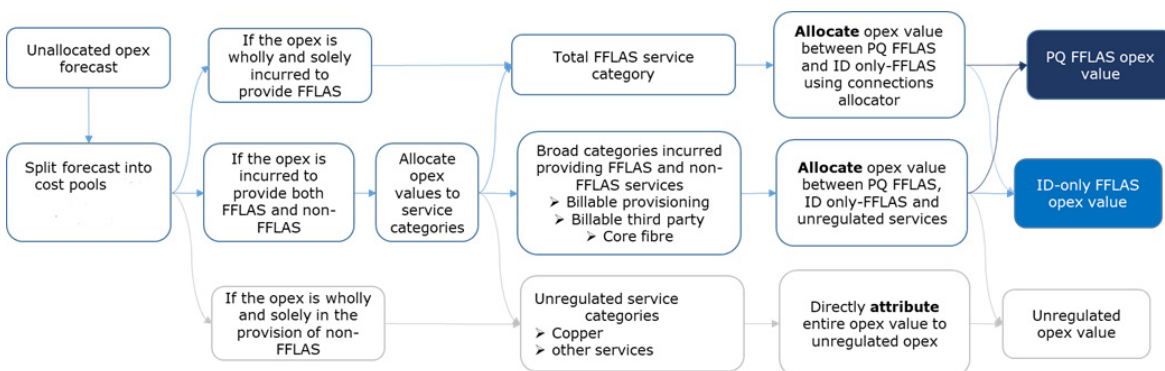 Unallocated opex
forecast
Split forecast into
cost pools
If the opex is
wholly and solely
incurred to
provide FFLAS
If the opex is
incurred to
provide both
FFLAS and non-
FFLAS
If the opex is wholly
and solely in the
provision of non-
FFLAS
Allocate
opex
values to
service
categories
Total FFLAS service
category
Broad categories incurred
providing FFLAS and non-
FFLAS services
➢ Billable provisioning
➢ Billable third party
➢ Core fibre
Unregulated service
categories
➢ Copper
➢ other services
Allocate opex value
between PQ FFLAS
and ID only-FFLAS
using connections
allocator
Allocate opex value
between PQ FFLAS,
ID only-FFLAS and
unregulated services
Directly attribute
entire opex value to
unregulated opex
PQ FFLAS opex
value
ID-only FFLAS
opex value
Unregulated
opex value